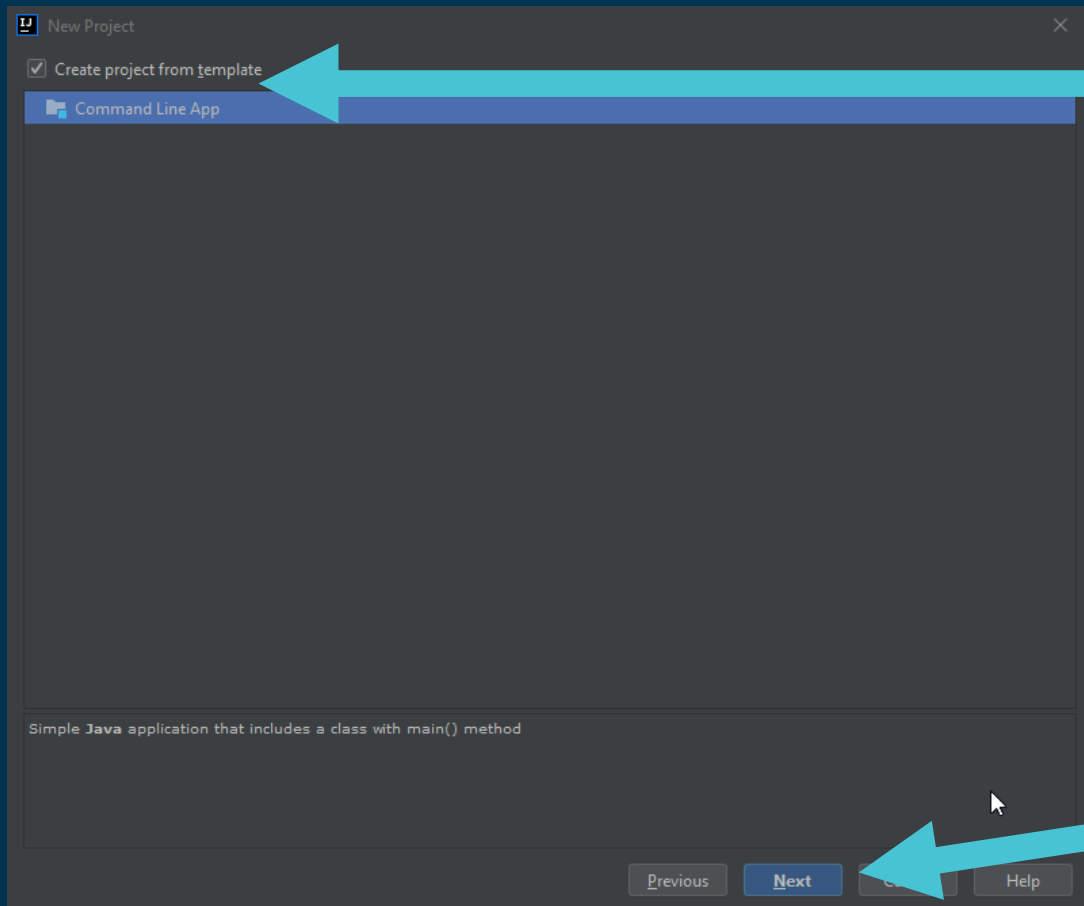 IJ New Project
Create project from template
Command Line App
Simple Java application that includes a class with main() method
Previous Next Help